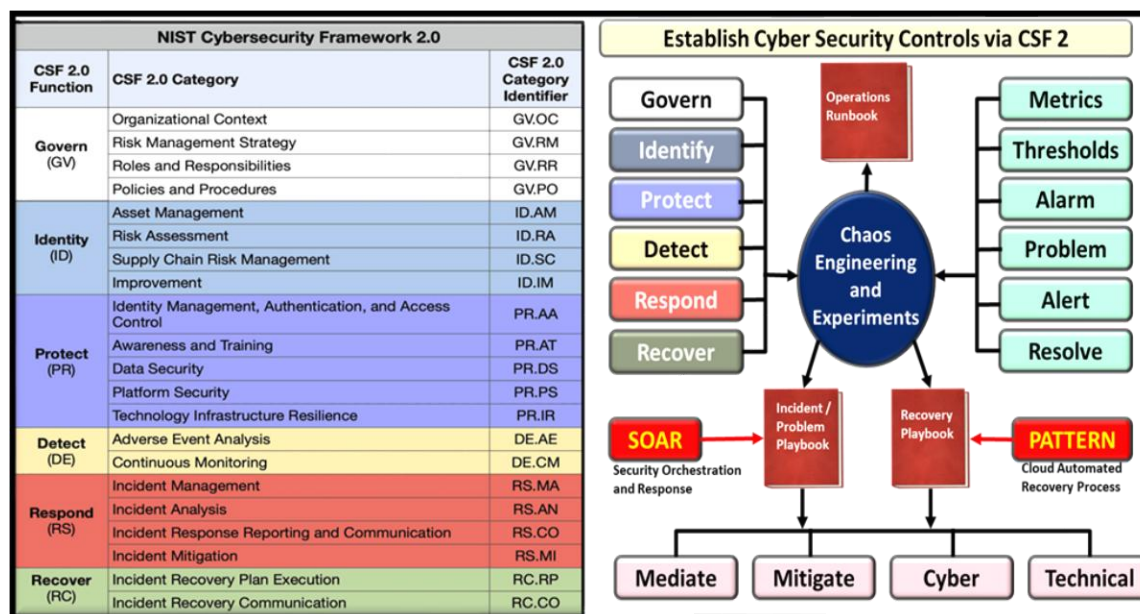 NIST Cybersecurity Framework 2.0
CSF 2.0
Function
CSF 2.0 Category
CSF 2.0
Category
Identifier
Govern
(GV)
Organizational Context
GV.OC
Risk Management Strategy
GV.RM
Roles and Responsibilities
GV.RR
Policies and Procedures
GV.PO
Identity
(ID)
Asset Management
ID.AM
Risk Assessment
ID.RA
Supply Chain Risk Management
ID.SC
Improvement
ID.IM
Protect
(PR)
Identity Management, Authentication, and Access
Control
PR.AA
Awareness and Training
PR.AT
Data Security
PR.DS
Platform Security
PR.PS
Technology Infrastructure Resilience
PR.IR
Detect
(DE)
Adverse Event Analysis
DE.AE
Continuous Monitoring
DE.CM
Respond
(RS)
Incident Management
RS.MA
Incident Analysis
RS.AN
Incident Response Reporting and Communication
RS.CO
Incident Mitigation
RS.MI
Recover
(RC)
Incident Recovery Plan Execution
RC.RP
Incident Recovery Communication
RC.CO
Establish Cyber Security Controls via CSF 2
Govern
Identify
Protect
Detect
Respond
Recover
Operations
Runbook
Chaos
Engineering
and
Experiments
Metrics
Thresholds
Alarm
Problem
Alert
Resolve
SOAR
Security Orchestration
and Response
Incident /
Problem
Playbook
Recovery
Playbook
PATTERN
Cloud Automated
Recovery Process
Mediate
Mitigate
Cyber
Technical